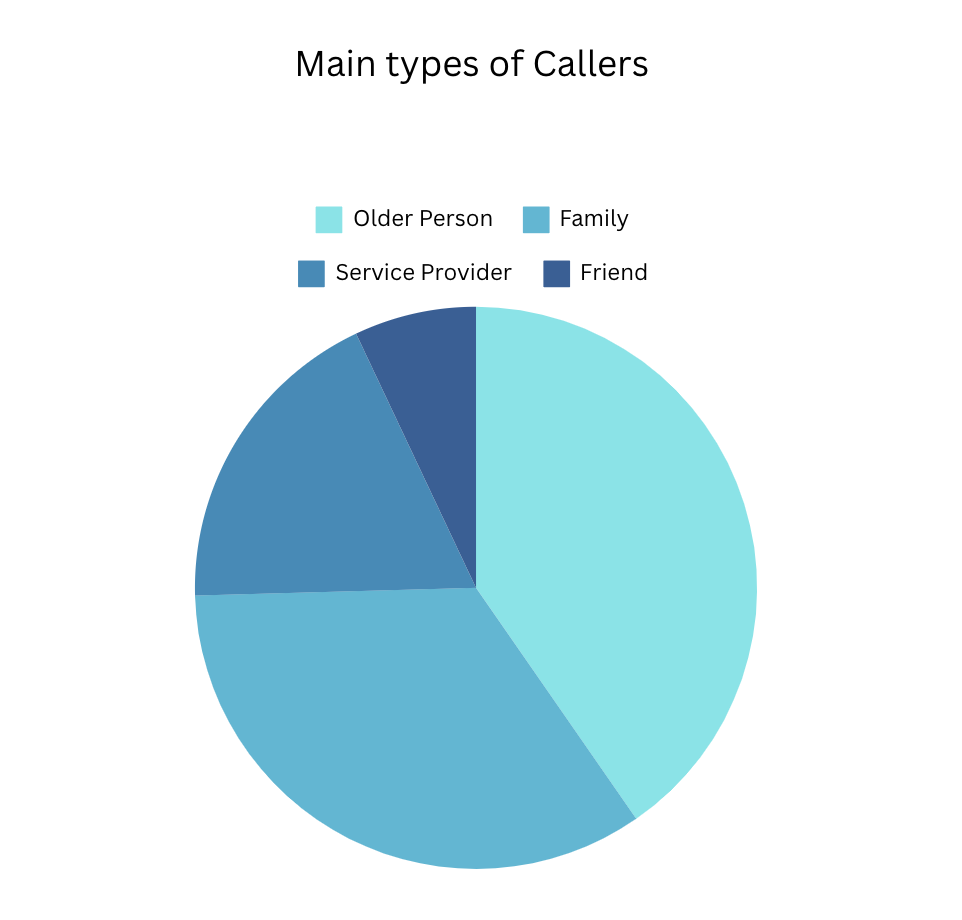 Main types of Callers
Older Person Family
Service Provider Friend